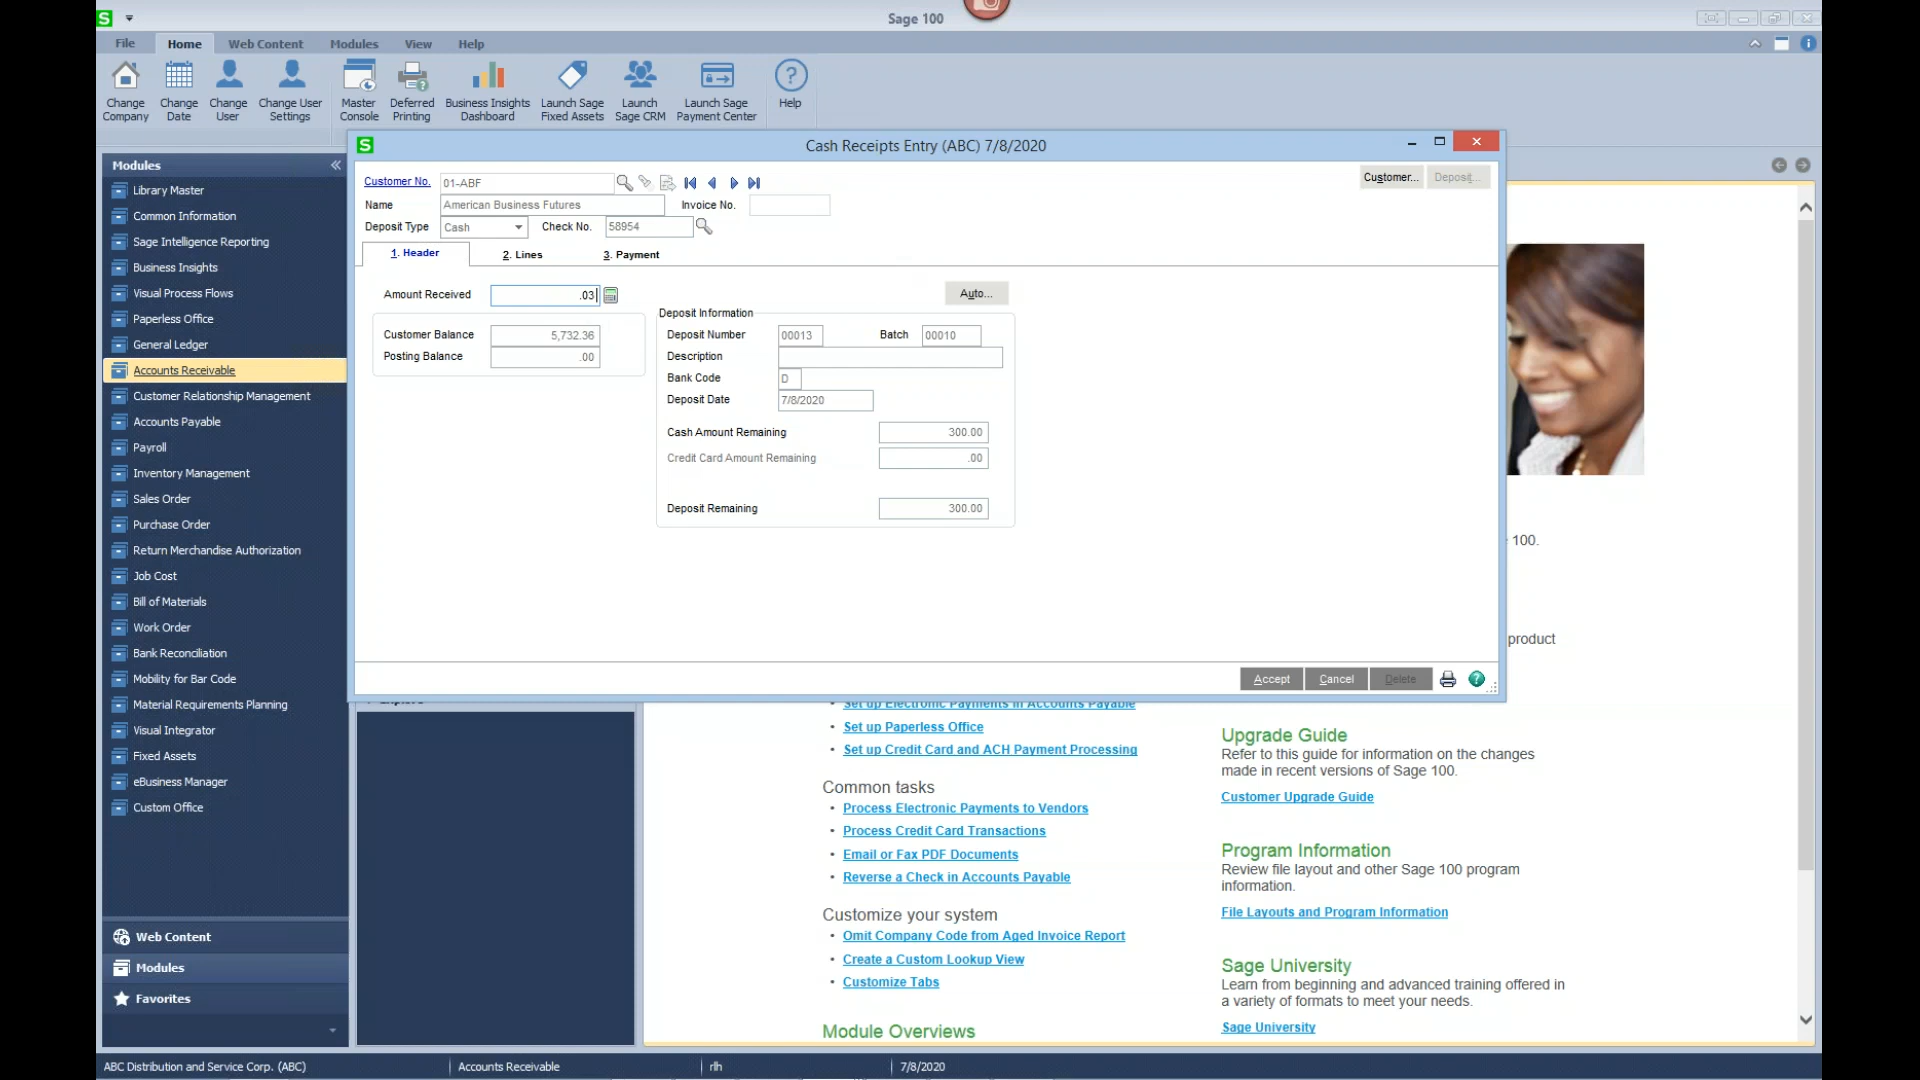 S
Sage 100
File Home Web Content Modules View Help
Change Company
Change Date
Change User
Change User Settings
Master Console
Deferred Printing
Business Insights Dashboard
Launch Sage Fixed Assets
Launch Sage CRM
Launch Sage Payment Center
Help
Modules
Library Master
Common Information
Sage Intelligence Reporting
Business Insights
Visual Process Flows
Paperless Office
General Ledger
Accounts Receivable
Customer Relationship Management
Accounts Payable
Payroll
Inventory Management
Sales Order
Purchase Order
Return Merchandise Authorization
Job Cost
Bill of Materials
Work Order
Bank Reconciliation
Mobility for Bar Code
Material Requirements Planning
Visual Integrator
Fixed Assets
eBusiness Manager
Custom Office
Web Content
Modules
Favorites
S
Cash Receipts Entry (ABC) 7/8/2020
Customer No. 01-ABF
Customer... Deposit...
Name American Business Futures Invoice No.
Deposit Type Cash Check No. 58954
1. Header 2. Lines 3. Payment
Amount Received .03
Auto...
Customer Balance 5,732.36
Posting Balance .00
Deposit Information
Deposit Number 00013 Batch 00010
Description
Bank Code D
Deposit Date 7/8/2020
Cash Amount Remaining 300.00
Credit Card Amount Remaining .00
Deposit Remaining 300.00
Accept Cancel Delete
100.
product
Set up Electronic Payments in Accounts Payable
Set up Paperless Office
Set up Credit Card and ACH Payment Processing
Common tasks
Process Electronic Payments to Vendors
Process Credit Card Transactions
Email or Fax PDF Documents
Reverse a Check in Accounts Payable
Customize your system
Omit Company Code from Aged Invoice Report
Create a Custom Lookup View
Customize Tabs
Module Overviews
Upgrade Guide
Refer to this guide for information on the changes
made in recent versions of Sage 100.
Customer Upgrade Guide
Program Information
Review file layout and other Sage 100 program
information.
File Layouts and Program Information
Sage University
Learn from beginning and advanced training offered in
a variety of formats to meet your needs.
Sage University
ABC Distribution and Service Corp. (ABC) Accounts Receivable rlh 7/8/2020